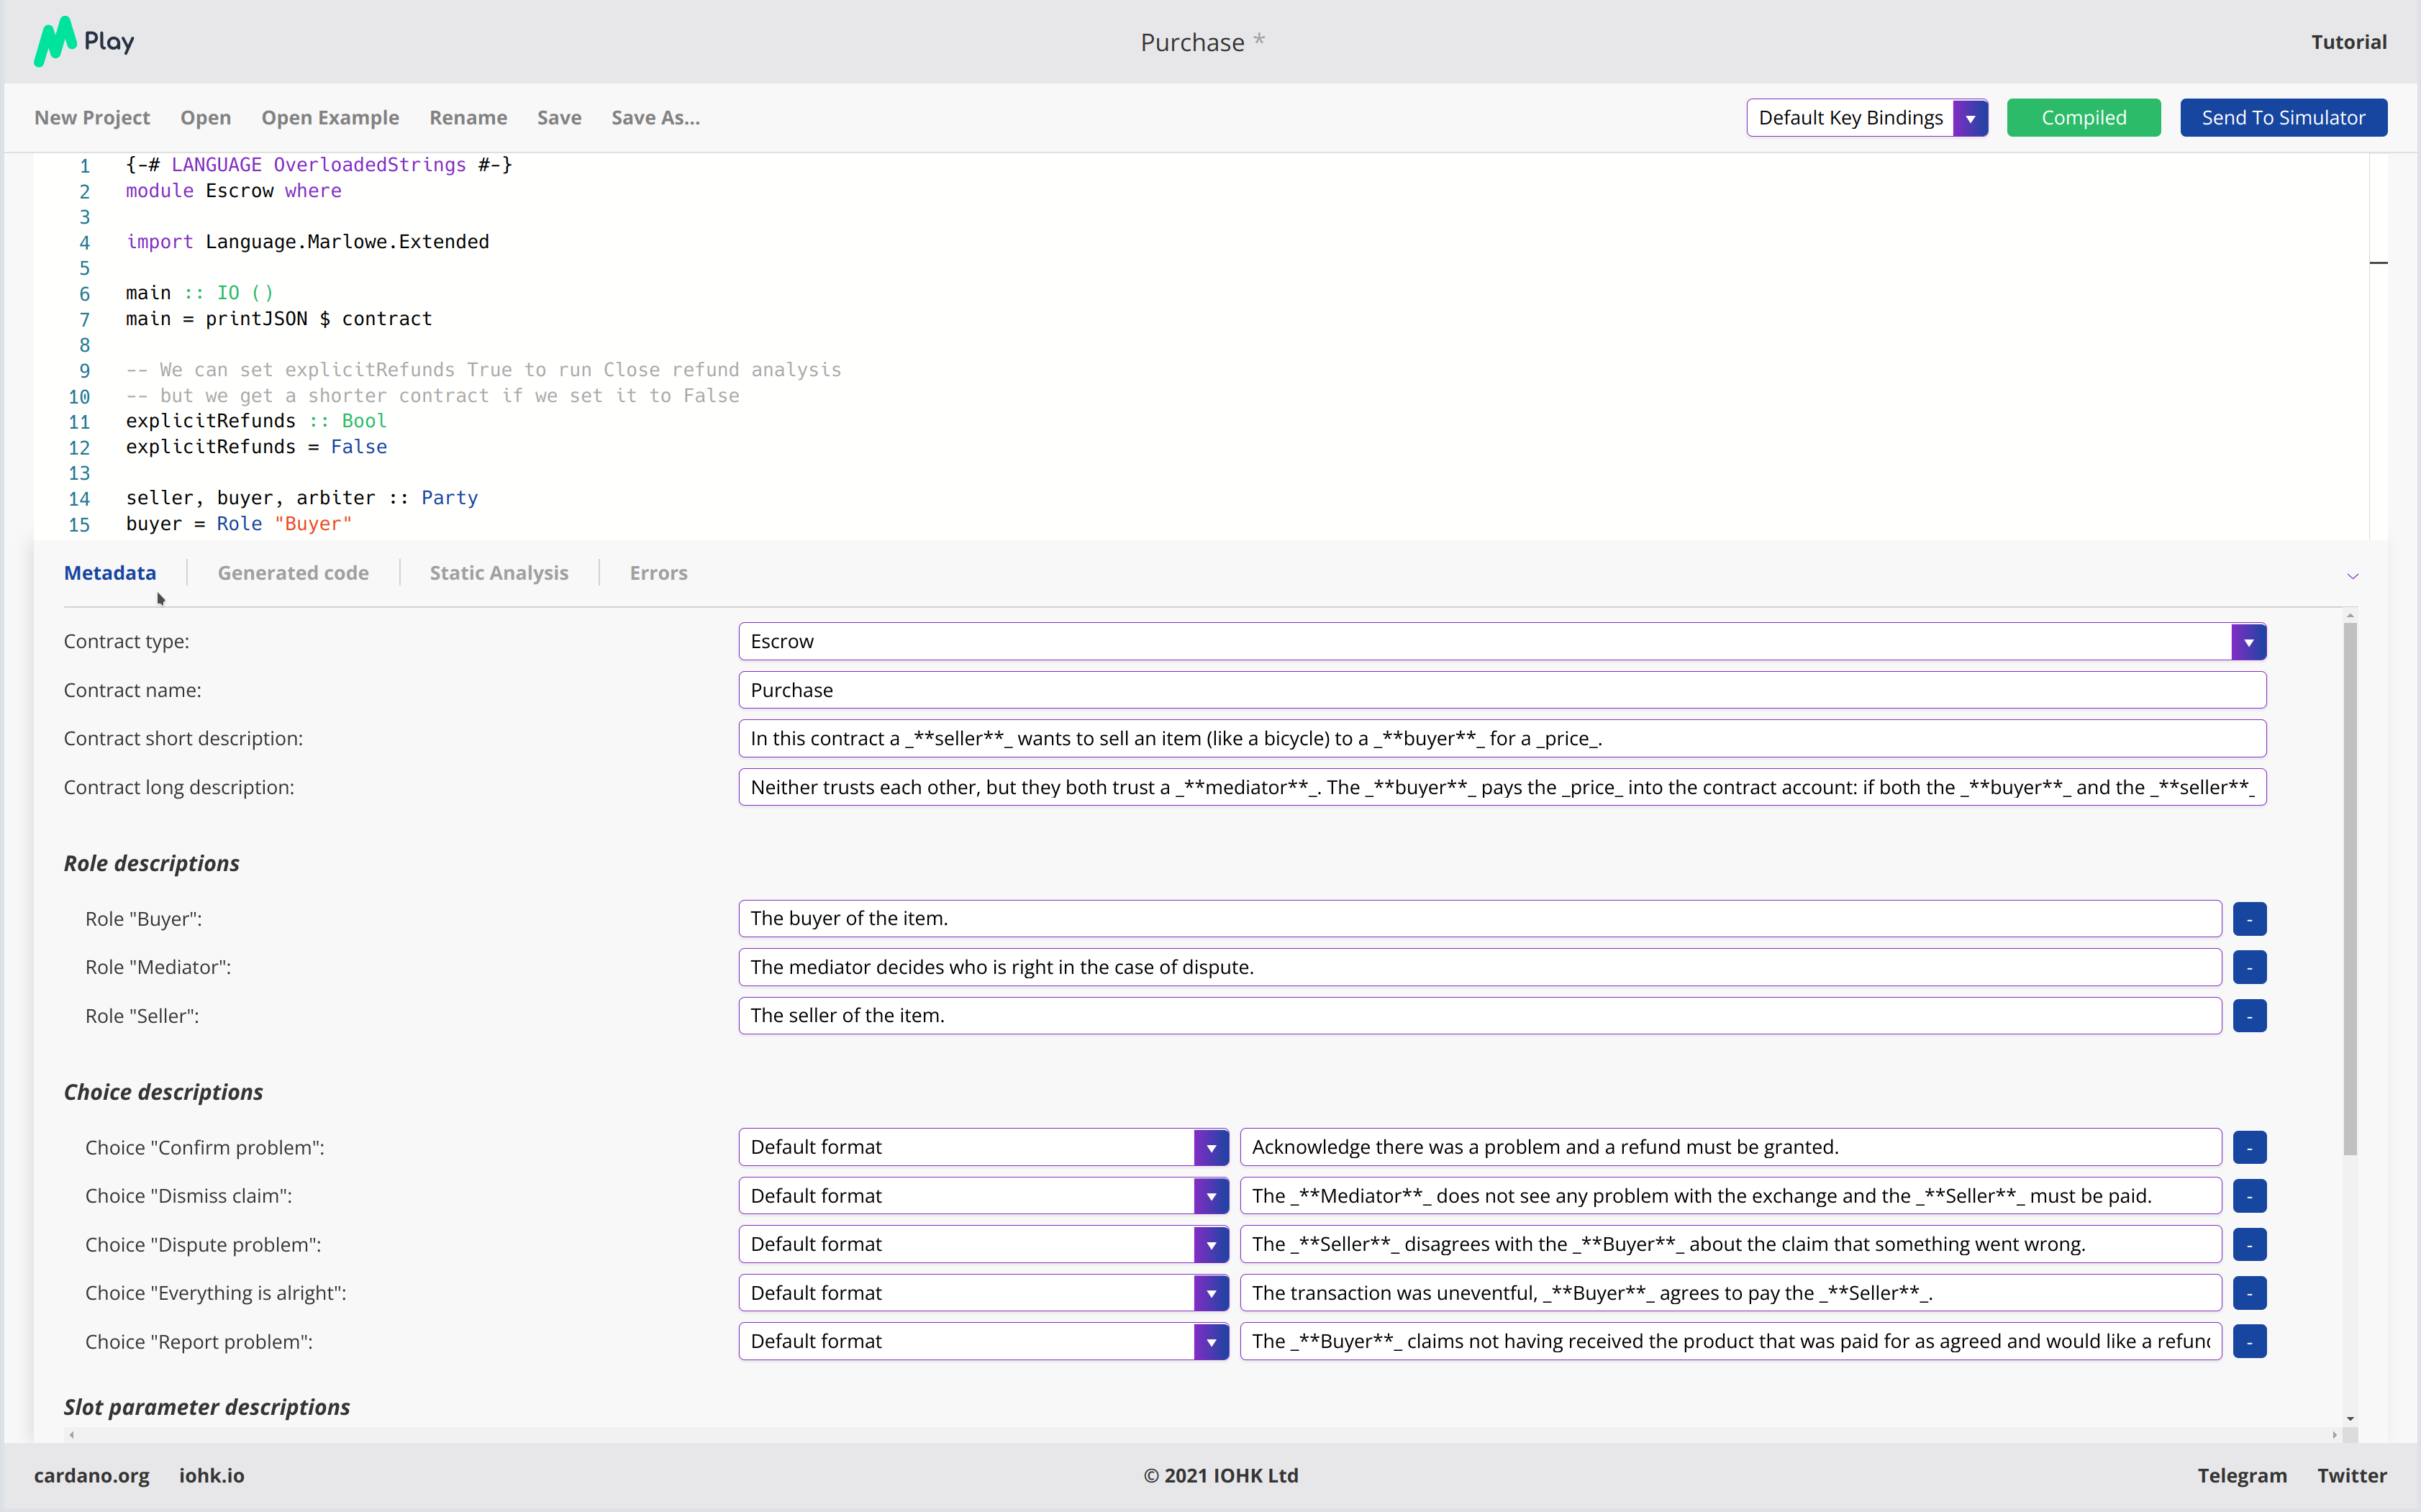 Play
Purchase *
Tutorial
New Project Open Open Example Rename Save Save As... Default Key Bindings Compiled Send To Simulator
1 {-# LANGUAGE OverloadedStrings #-}
2 module Escrow where
3
4 import Language.Marlowe.Extended
5
6 main :: IO ()
7 main = printJSON $ contract
8
9 -- We can set explicitRefunds True to run Close refund analysis
10 -- but we get a shorter contract if we set it to False
11 explicitRefunds :: Bool
12 explicitRefunds = False
13
14 seller, buyer, arbiter :: Party
15 buyer = Role "Buyer"
Metadata Generated code Static Analysis Errors
Contract type: Escrow
Contract name: Purchase
Contract short description: In this contract a _**seller**_ wants to sell an item (like a bicycle) to a _**buyer**_ for a _price_.
Contract long description: Neither trusts each other, but they both trust a _**mediator**_. The _**buyer**_ pays the _price_ into the contract account: if both the _**buyer**_ and the _**seller**_
Role descriptions
Role "Buyer": The buyer of the item. -
Role "Mediator": The mediator decides who is right in the case of dispute. -
Role "Seller": The seller of the item. -
Choice descriptions
Choice "Confirm problem": Default format Acknowledge there was a problem and a refund must be granted. -
Choice "Dismiss claim": Default format The _**Mediator**_ does not see any problem with the exchange and the _**Seller**_ must be paid. -
Choice "Dispute problem": Default format The _**Seller**_ disagrees with the _**Buyer**_ about the claim that something went wrong. -
Choice "Everything is alright": Default format The transaction was uneventful, _**Buyer**_ agrees to pay the _**Seller**_. -
Choice "Report problem": Default format The _**Buyer**_ claims not having received the product that was paid for as agreed and would like a refund -
Slot parameter descriptions
cardano.org iohk.io © 2021 IOHK Ltd Telegram Twitter